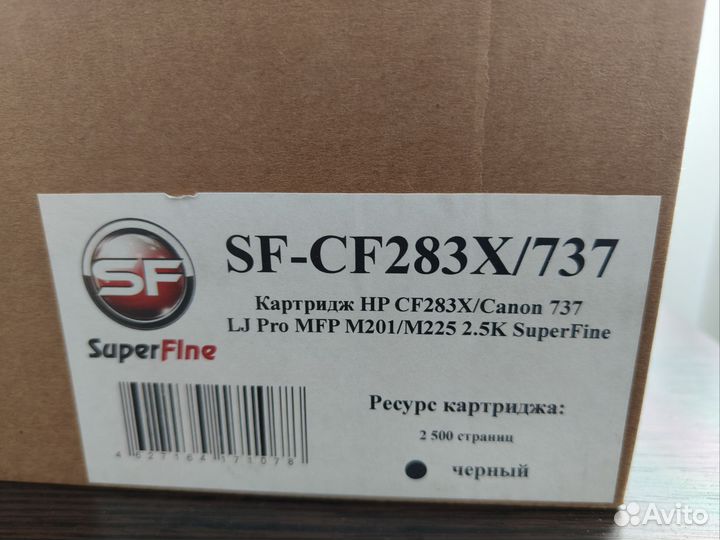 SF
SuperFine
SF-CF283X/737
Картридж HP CF283X/Canon 737
LJ Pro MFP M201/M225 2.5K SuperFine
4627164171078
Ресурс картриджа:
2 500 страниц
черный
Avito